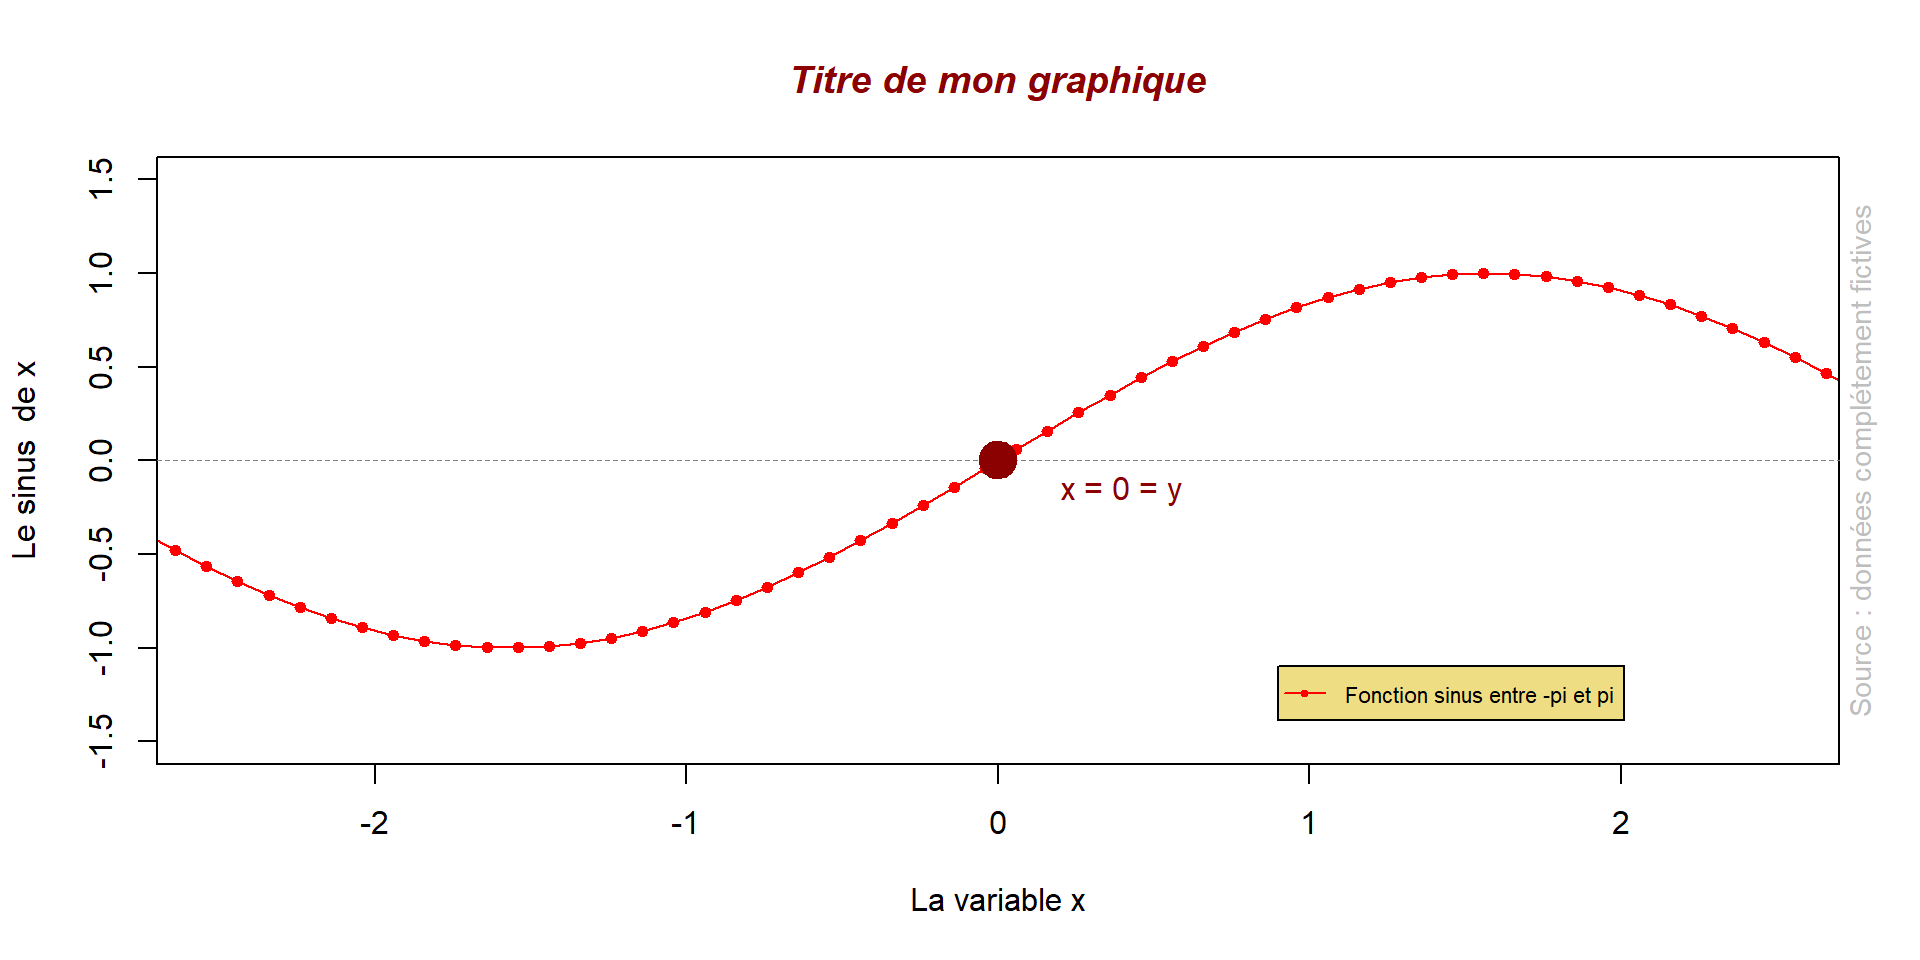 Titre de mon graphique
1.5
1.0
0.5
0.0
-0.5
-1.0
-1.5
Le sinus  de x
x = 0 = y
Fonction sinus entre -pi et pi
Source : données complétement fictives
-2
-1
0
1
2
La variable x